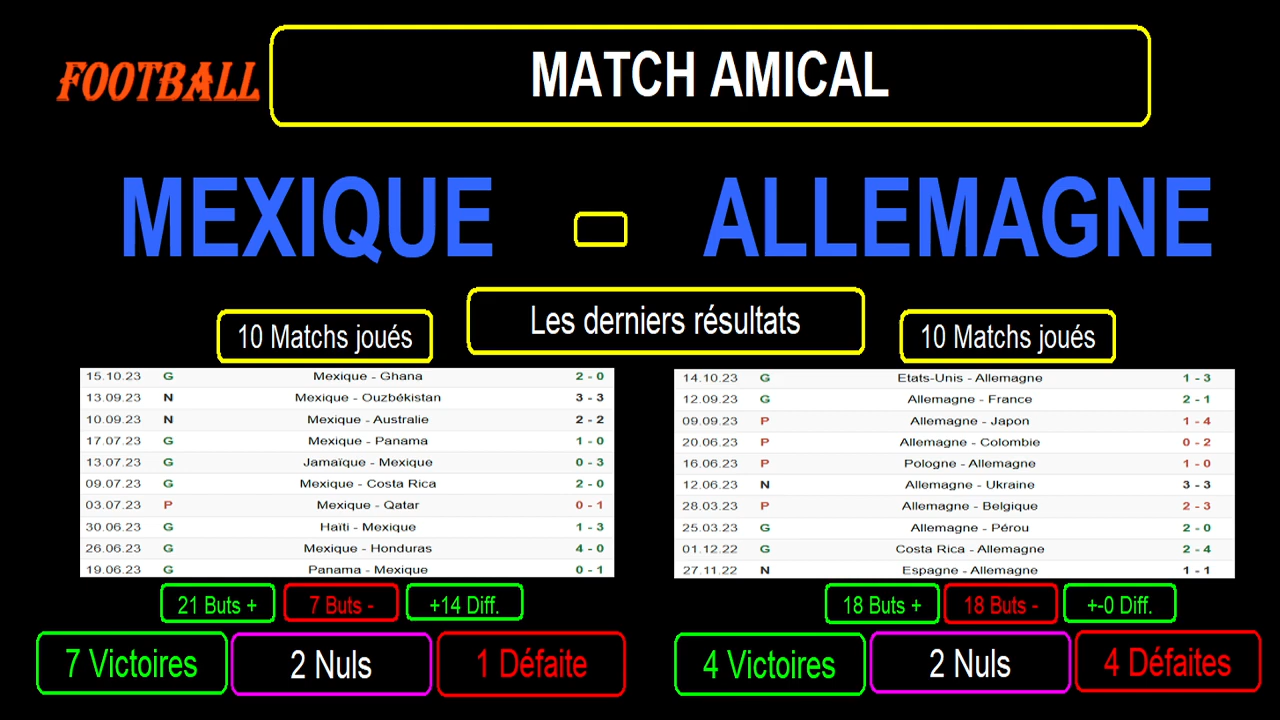 FOOTBALL
MATCH AMICAL
MEXIQUE - ALLEMAGNE
Les derniers résultats
10 Matchs joués
15.10.23 G Mexique - Ghana 2 - 0
13.09.23 N Mexique - Ouzbékistan 3 - 3
10.09.23 N Mexique - Australie 2 - 2
17.07.23 G Mexique - Panama 1 - 0
13.07.23 G Jamaïque - Mexique 0 - 3
09.07.23 G Mexique - Costa Rica 2 - 0
03.07.23 P Mexique - Qatar 0 - 1
30.06.23 G Haïti - Mexique 1 - 3
26.06.23 G Mexique - Honduras 4 - 0
19.06.23 G Panama - Mexique 0 - 1
21 Buts + 7 Buts - +14 Diff.
7 Victoires 2 Nuls 1 Défaite
10 Matchs joués
14.10.23 G Etats-Unis - Allemagne 1 - 3
12.09.23 G Allemagne - France 2 - 1
09.09.23 P Allemagne - Japon 1 - 4
20.06.23 P Allemagne - Colombie 0 - 2
16.06.23 P Pologne - Allemagne 1 - 0
12.06.23 N Allemagne - Ukraine 3 - 3
28.03.23 P Allemagne - Belgique 2 - 3
25.03.23 G Allemagne - Pérou 2 - 0
01.12.22 G Costa Rica - Allemagne 2 - 4
27.11.22 N Espagne - Allemagne 1 - 1
18 Buts + 18 Buts - +-0 Diff.
4 Victoires 2 Nuls 4 Défaites